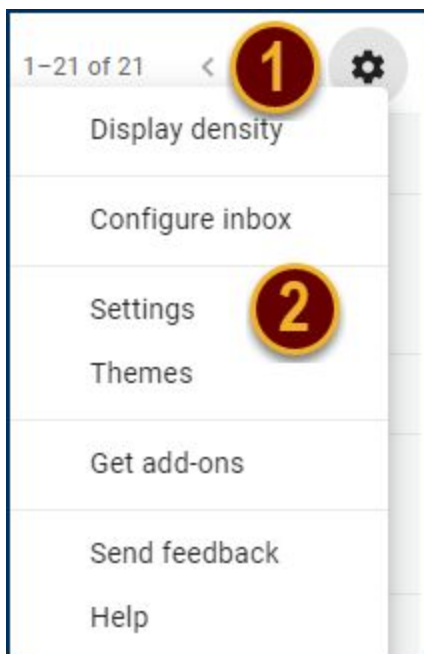 1–21 of 21 < 1
Display density
Configure inbox
Settings 2
Themes
Get add-ons
Send feedback
Help